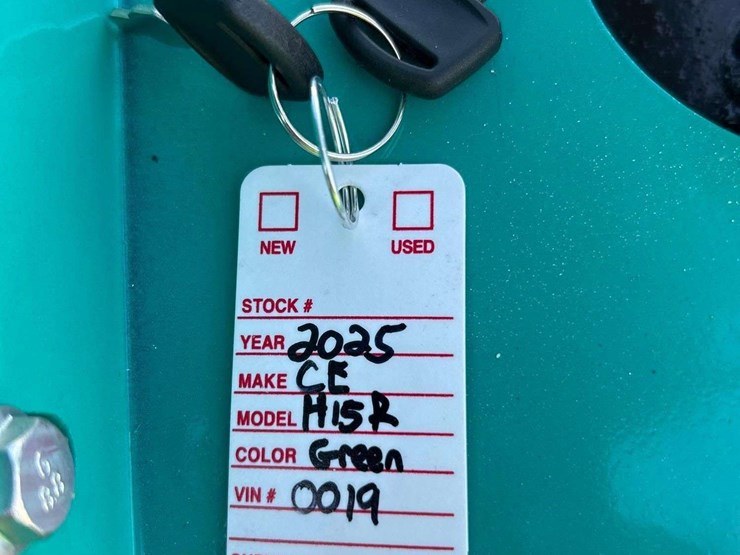 NEW USED
STOCK #
YEAR 2025
MAKE CE
MODEL H15R
COLOR Green
VIN # 0019